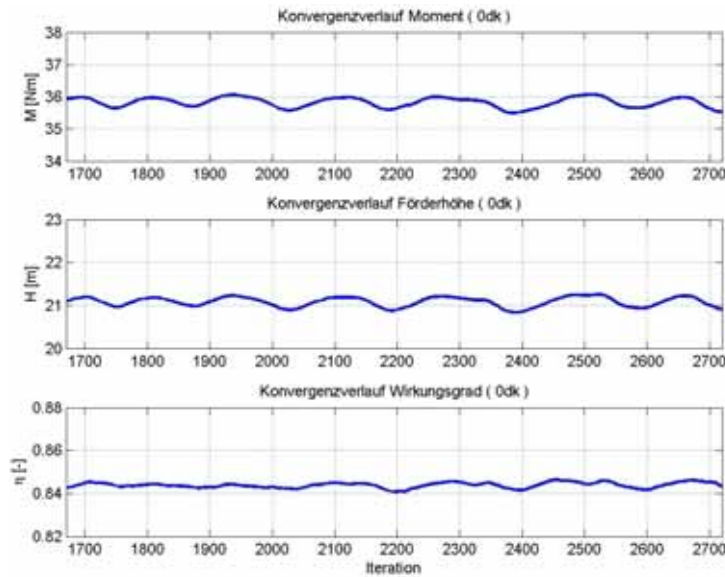 Konvergenzverlauf Moment ( 0dk )
38
37
36
35
34
M [Nm]
1700 1800 1900 2000 2100 2200 2300 2400 2500 2600 2700
Konvergenzverlauf Förderhöhe ( 0dk )
23
22
21
20
H [m]
1700 1800 1900 2000 2100 2200 2300 2400 2500 2600 2700
Konvergenzverlauf Wirkungsgrad ( 0dk )
0.88
0.86
0.84
0.82
η [-]
1700 1800 1900 2000 2100 2200 2300 2400 2500 2600 2700
Iteration